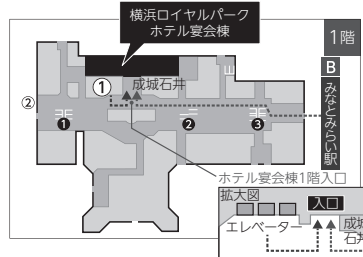 横浜ロイヤルパーク
ホテル宴会棟
1階
B
みなとみらい駅
成城石井
①
②
❶
❷
❸
ホテル宴会棟1階入口
拡大図
入口
エレベーター
成城
石井